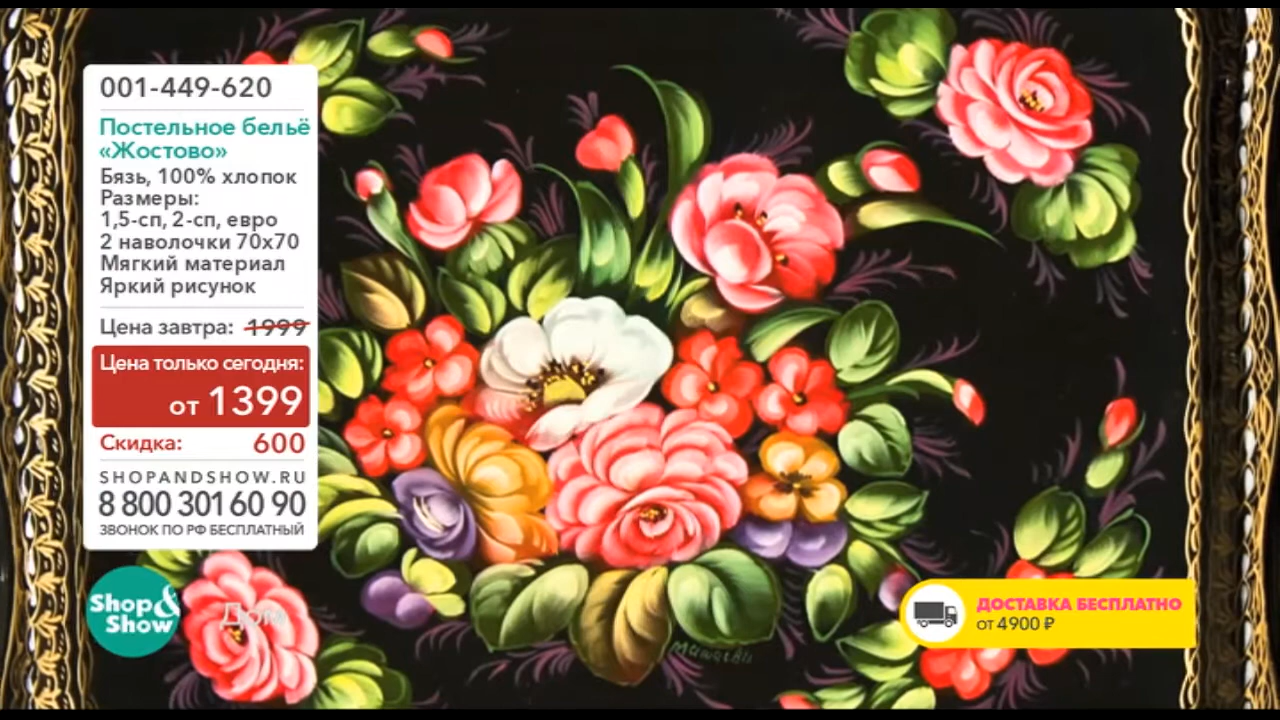 001-449-620
Постельное бельё
«Жостово»
Бязь, 100% хлопок
Размеры:
1,5-сп, 2-сп, евро
2 наволочки 70х70
Мягкий материал
Яркий рисунок
Цена завтра: 1999
Цена только сегодня:
от 1399
Скидка: 600
SHOPANDSHOW.RU
8 800 301 60 90
ЗВОНОК ПО РФ БЕСПЛАТНЫЙ
Shop&
Show
Дом
ДОСТАВКА БЕСПЛАТНО
от 4900 ₽